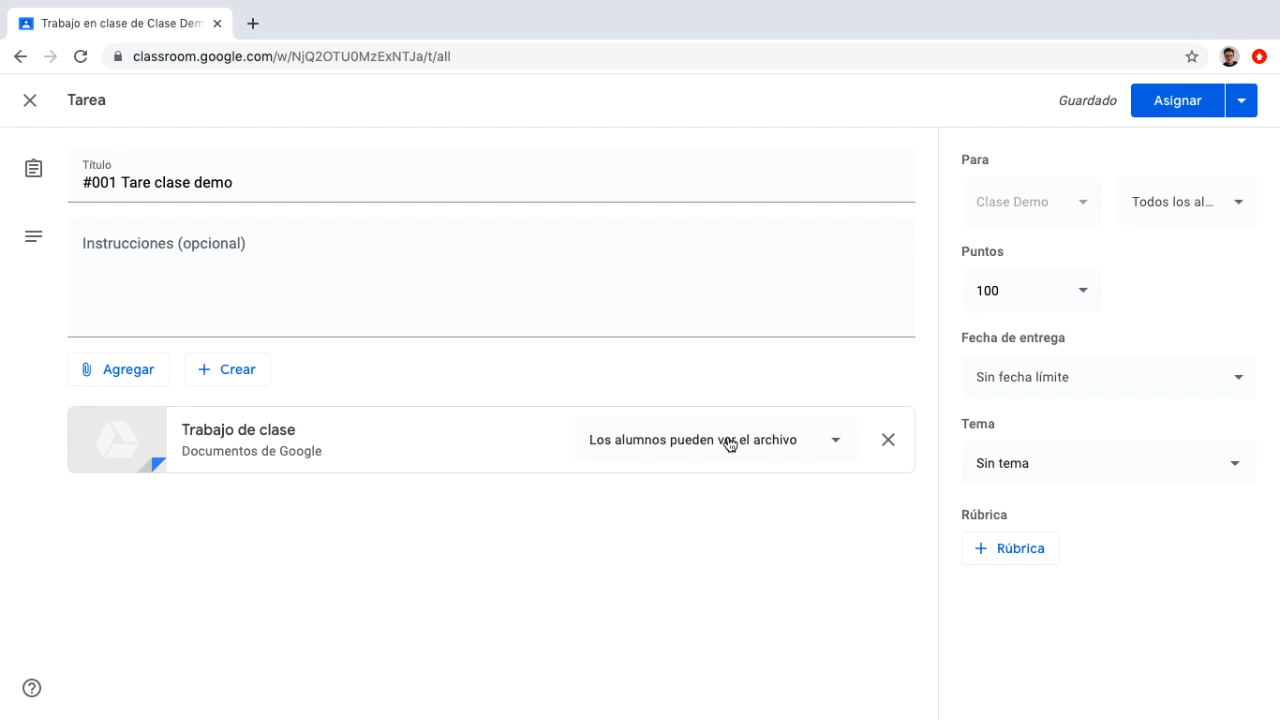 Trabajo en clase de Clase Dem
classroom.google.com/w/NjQ2OTU0MzExNTJa/t/all
Tarea
Guardado
Asignar
Título
#001 Tare clase demo
Instrucciones (opcional)
Agregar
Crear
Trabajo de clase
Documentos de Google
Los alumnos pueden ver el archivo
Para
Clase Demo
Todos los al...
Puntos
100
Fecha de entrega
Sin fecha límite
Tema
Sin tema
Rúbrica
Rúbrica